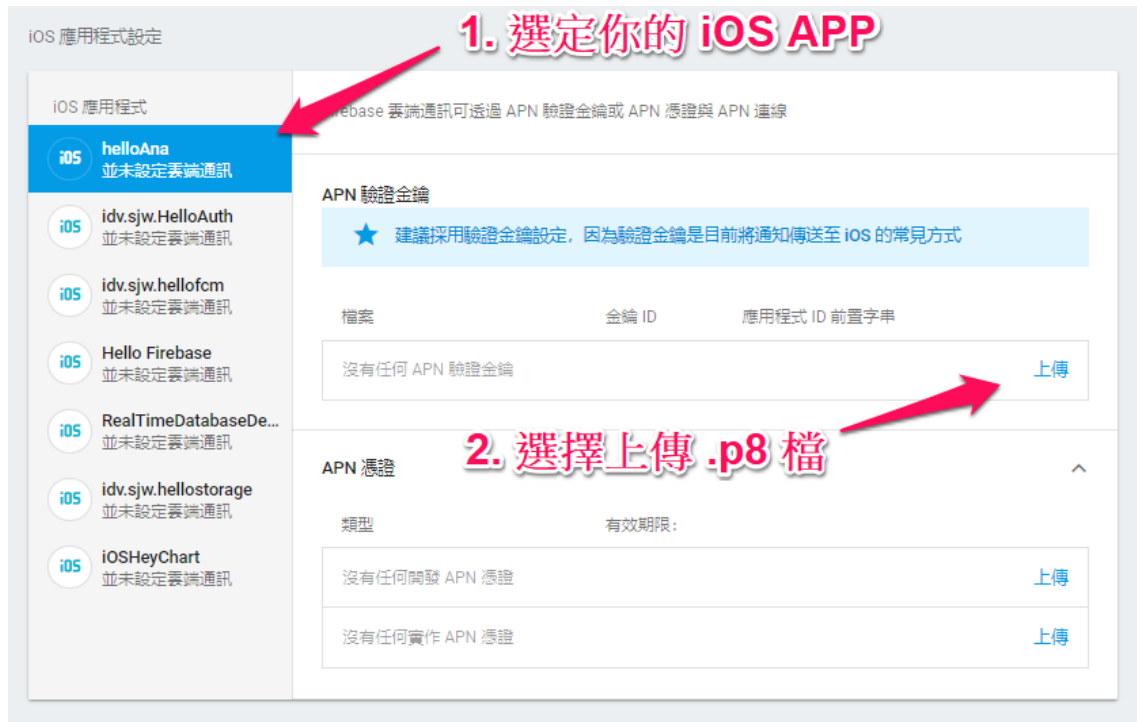 iOS 應用程式設定
1. 選定你的 iOS APP
iOS 應用程式
iOS
helloAna
並未設定雲端通訊
iOS
idv.sjw.HelloAuth
並未設定雲端通訊
iOS
idv.sjw.hellofcm
並未設定雲端通訊
iOS
Hello Firebase
並未設定雲端通訊
iOS
RealTimeDatabaseDe...
並未設定雲端通訊
iOS
idv.sjw.hellostorage
並未設定雲端通訊
iOS
iOSHeyChart
並未設定雲端通訊
irebase 雲端通訊可透過 APN 驗證金鑰或 APN 憑證與 APN 連線
APN 驗證金鑰
建議採用驗證金鑰設定，因為驗證金鑰是目前將通知傳送至 iOS 的常見方式
檔案 金鑰 ID 應用程式 ID 前置字串
沒有任何 APN 驗證金鑰 上傳
2. 選擇上傳 .p8 檔
APN 憑證
類型 有效期限：
沒有任何開發 APN 憑證 上傳
沒有任何實作 APN 憑證 上傳